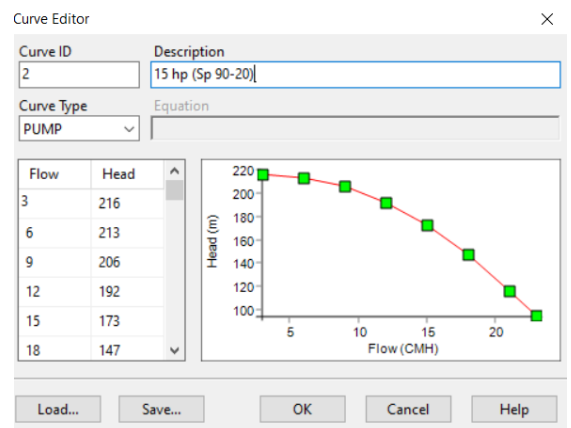 Curve Editor
Curve ID Description
2 15 hp (Sp 90-20)
Curve Type Equation
PUMP
Flow Head
3 216
6 213
9 206
12 192
15 173
18 147
220
200
180
160
140
120
100
Head (m)
5 10 15 20
Flow (CMH)
Load... Save... OK Cancel Help